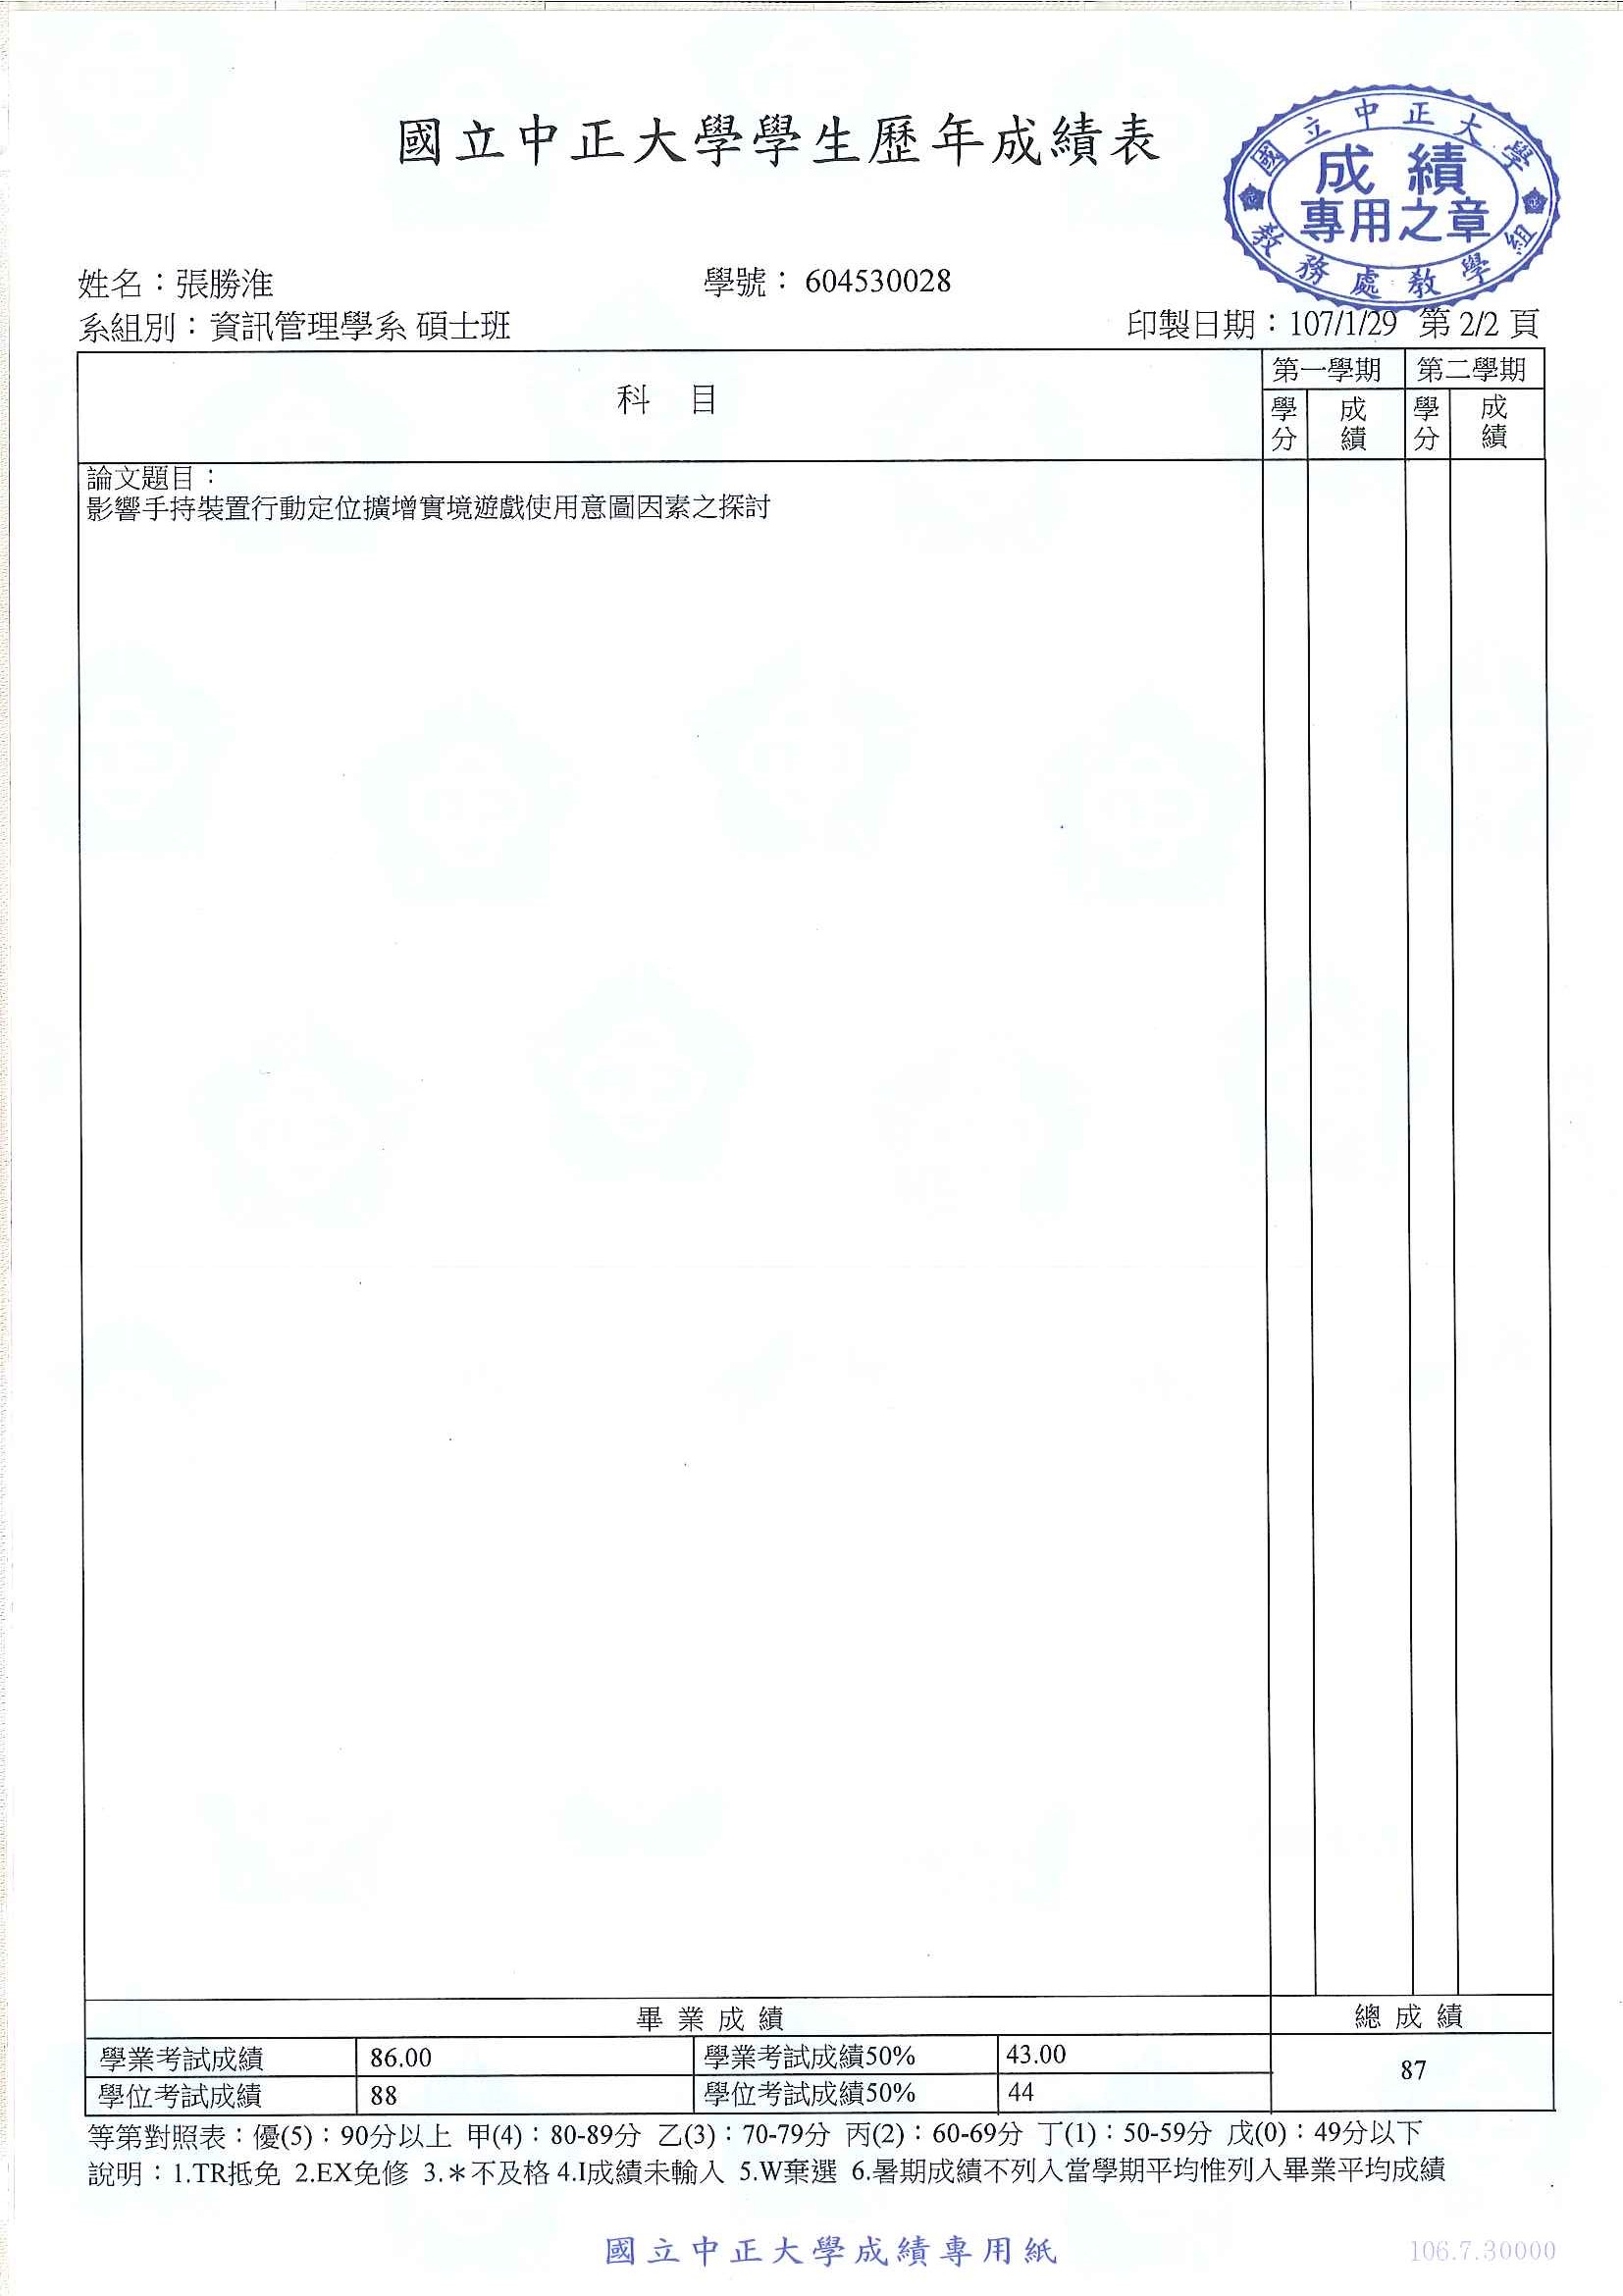 國立中正大學學生歷年成績表
國立中正大學
成績
專用之章
教務處教學組
姓名：張勝淮
學號：604530028
系組別：資訊管理學系 碩士班
印製日期：107/1/29 第 2/2 頁
科 目
第一學期 第二學期
學分 成績 學分 成績
論文題目：
影響手持裝置行動定位擴增實境遊戲使用意圖因素之探討
畢 業 成 績 總 成 績
學業考試成績 86.00 學業考試成績50% 43.00
87
學位考試成績 88 學位考試成績50% 44
等第對照表：優(5)：90分以上 甲(4)：80-89分 乙(3)：70-79分 丙(2)：60-69分 丁(1)：50-59分 戊(0)：49分以下
說明：1.TR抵免 2.EX免修 3.＊不及格 4.I成績未輸入 5.W棄選 6.暑期成績不列入當學期平均惟列入畢業平均成績
國立中正大學成績專用紙
106.7.30000